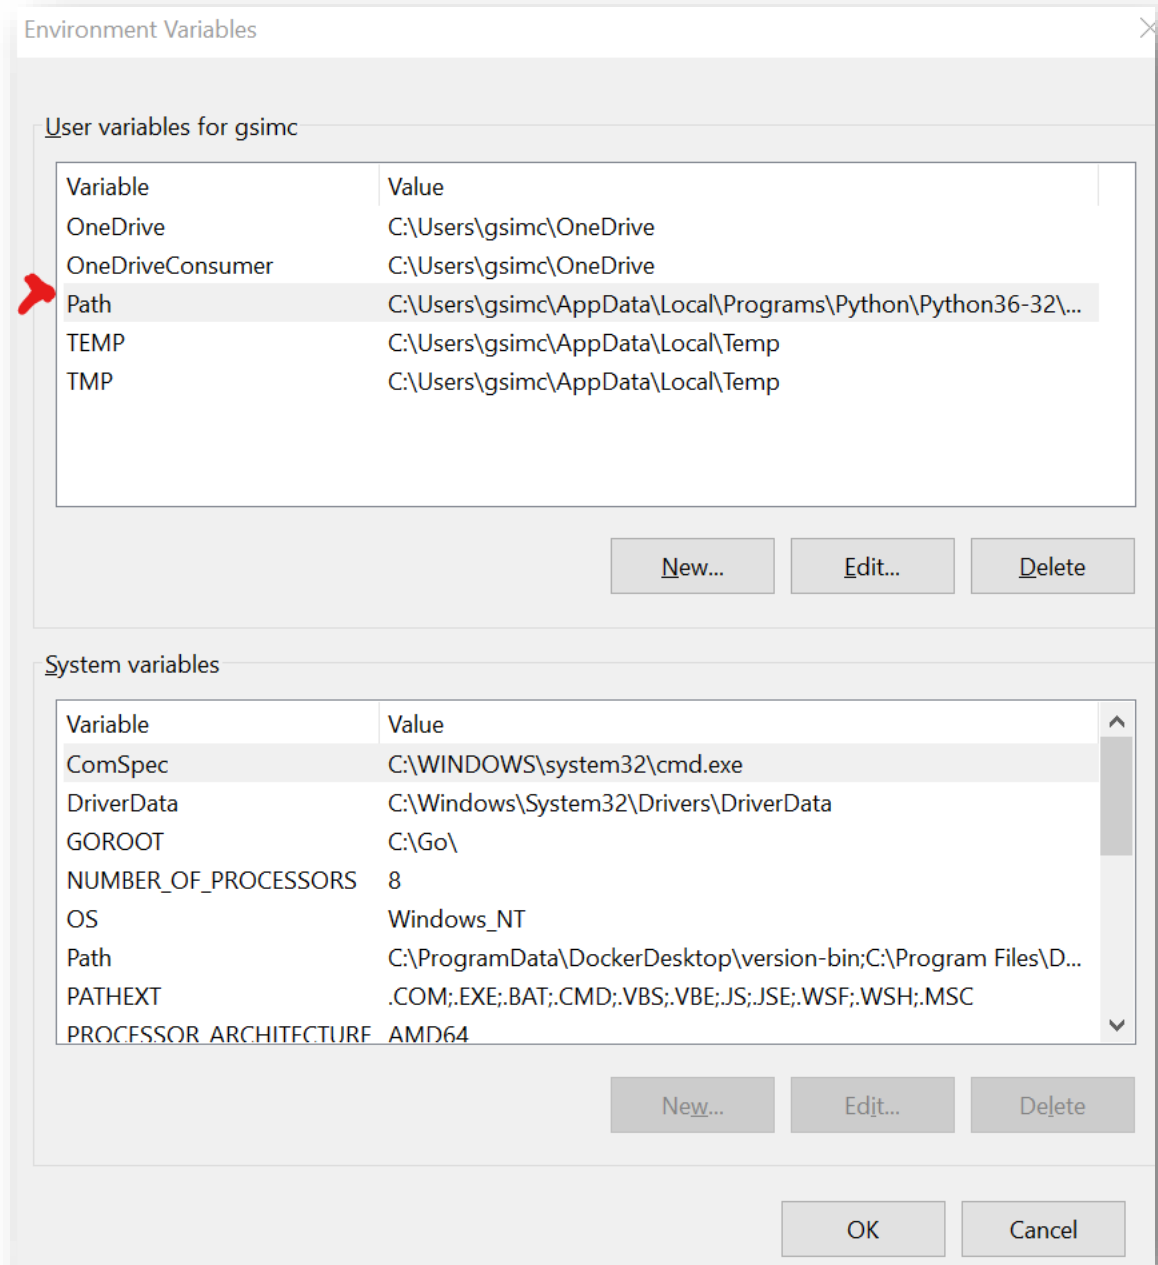 Environment Variables
User variables for gsimc
Variable Value
OneDrive C:\Users\gsimc\OneDrive
OneDriveConsumer C:\Users\gsimc\OneDrive
Path C:\Users\gsimc\AppData\Local\Programs\Python\Python36-32\...
TEMP C:\Users\gsimc\AppData\Local\Temp
TMP C:\Users\gsimc\AppData\Local\Temp
New... Edit... Delete
System variables
Variable Value
ComSpec C:\WINDOWS\system32\cmd.exe
DriverData C:\Windows\System32\Drivers\DriverData
GOROOT C:\Go\
NUMBER_OF_PROCESSORS 8
OS Windows_NT
Path C:\ProgramData\DockerDesktop\version-bin;C:\Program Files\D...
PATHEXT .COM;.EXE;.BAT;.CMD;.VBS;.VBE;.JS;.JSE;.WSF;.WSH;.MSC
PROCESSOR_ARCHITECTURE AMD64
New... Edit... Delete
OK Cancel